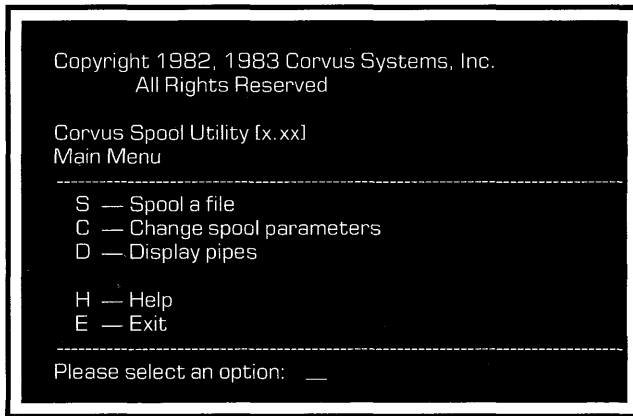 Copyright 1982, 1983 Corvus Systems, Inc.
All Rights Reserved
Corvus Spool Utility [x.xx]
Main Menu
S — Spool a file
C — Change spool parameters
D — Display pipes
H — Help
E — Exit
Please select an option: __